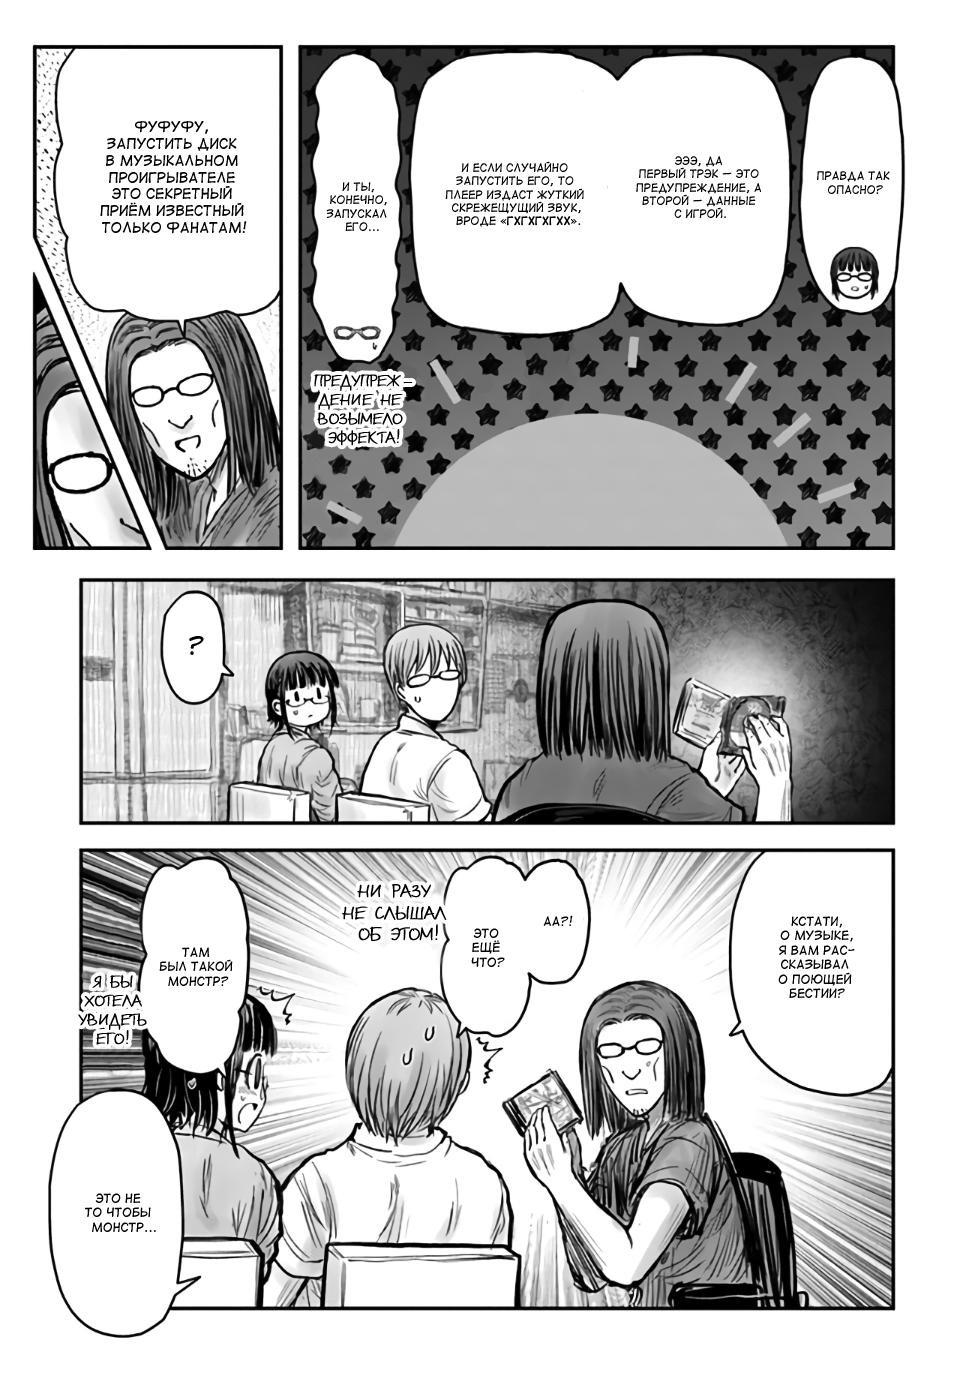 ФУФУФУ,
ЗАПУСТИТЬ ДИСК
В МУЗЫКАЛЬНОМ
ПРОИГРЫВАТЕЛЕ
ЭТО СЕКРЕТНЫЙ
ПРИЁМ ИЗВЕСТНЫЙ
ТОЛЬКО ФАНАТАМ!
И ТЫ,
КОНЕЧНО,
ЗАПУСКАЛ
ЕГО...
ПРЕДУПРЕЖ–
ДЕНИЕ НЕ
ВОЗЫМЕЛО
ЭФФЕКТА!
И ЕСЛИ СЛУЧАЙНО
ЗАПУСТИТЬ ЕГО, ТО
ПЛЕЕР ИЗДАСТ ЖУТКИЙ
СКРЕЖЕЩУЩИЙ ЗВУК,
ВРОДЕ «ГХГХГХГХХ».
ЭЭЭ, ДА
ПЕРВЫЙ ТРЭК — ЭТО
ПРЕДУПРЕЖДЕНИЕ, А
ВТОРОЙ — ДАННЫЕ
С ИГРОЙ.
ПРАВДА ТАК
ОПАСНО?
?
КСТАТИ,
О МУЗЫКЕ,
Я ВАМ РАС-
СКАЗЫВАЛ
О ПОЮЩЕЙ
БЕСТИИ?
АА?!
ЭТО
ЕЩЁ
ЧТО?
НИ РАЗУ
НЕ СЛЫШАЛ
ОБ ЭТОМ!
ТАМ
БЫЛ ТАКОЙ
МОНСТР?
Я БЫ
ХОТЕЛА
УВИДЕТЬ
ЕГО!
ЭТО НЕ
ТО ЧТОБЫ
МОНСТР...